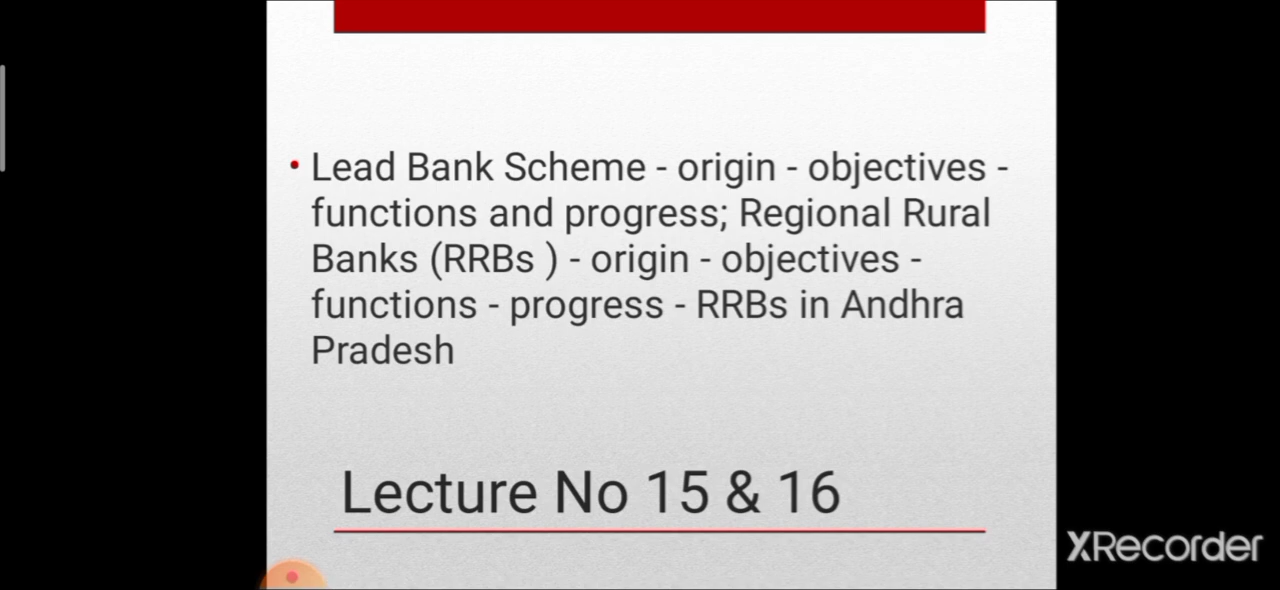 • Lead Bank Scheme - origin - objectives -
functions and progress; Regional Rural
Banks (RRBs ) - origin - objectives -
functions - progress - RRBs in Andhra
Pradesh
Lecture No 15 & 16
XRecorder